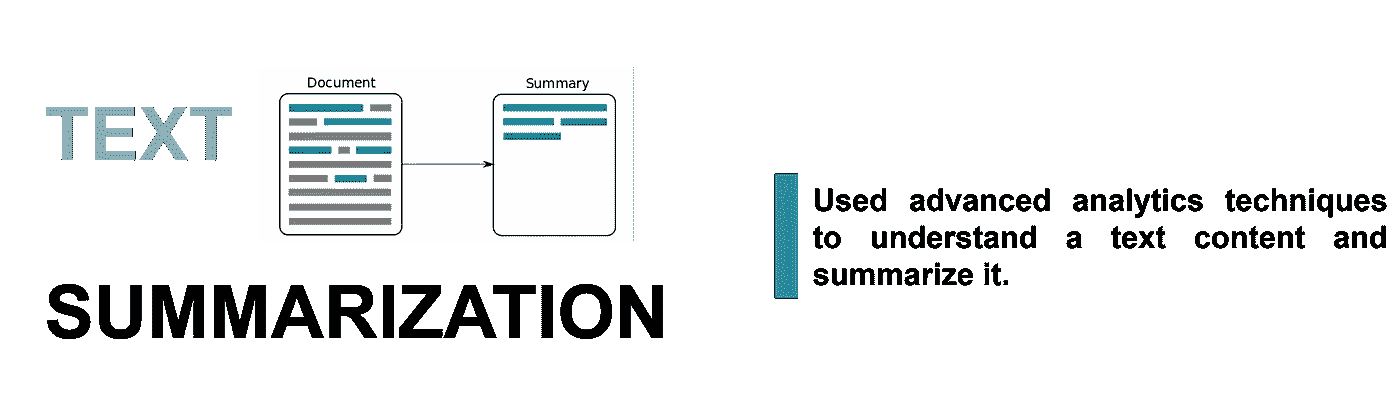 TEXT
Document
Summary
SUMMARIZATION
Used advanced analytics techniques
to understand a text content and
summarize it.